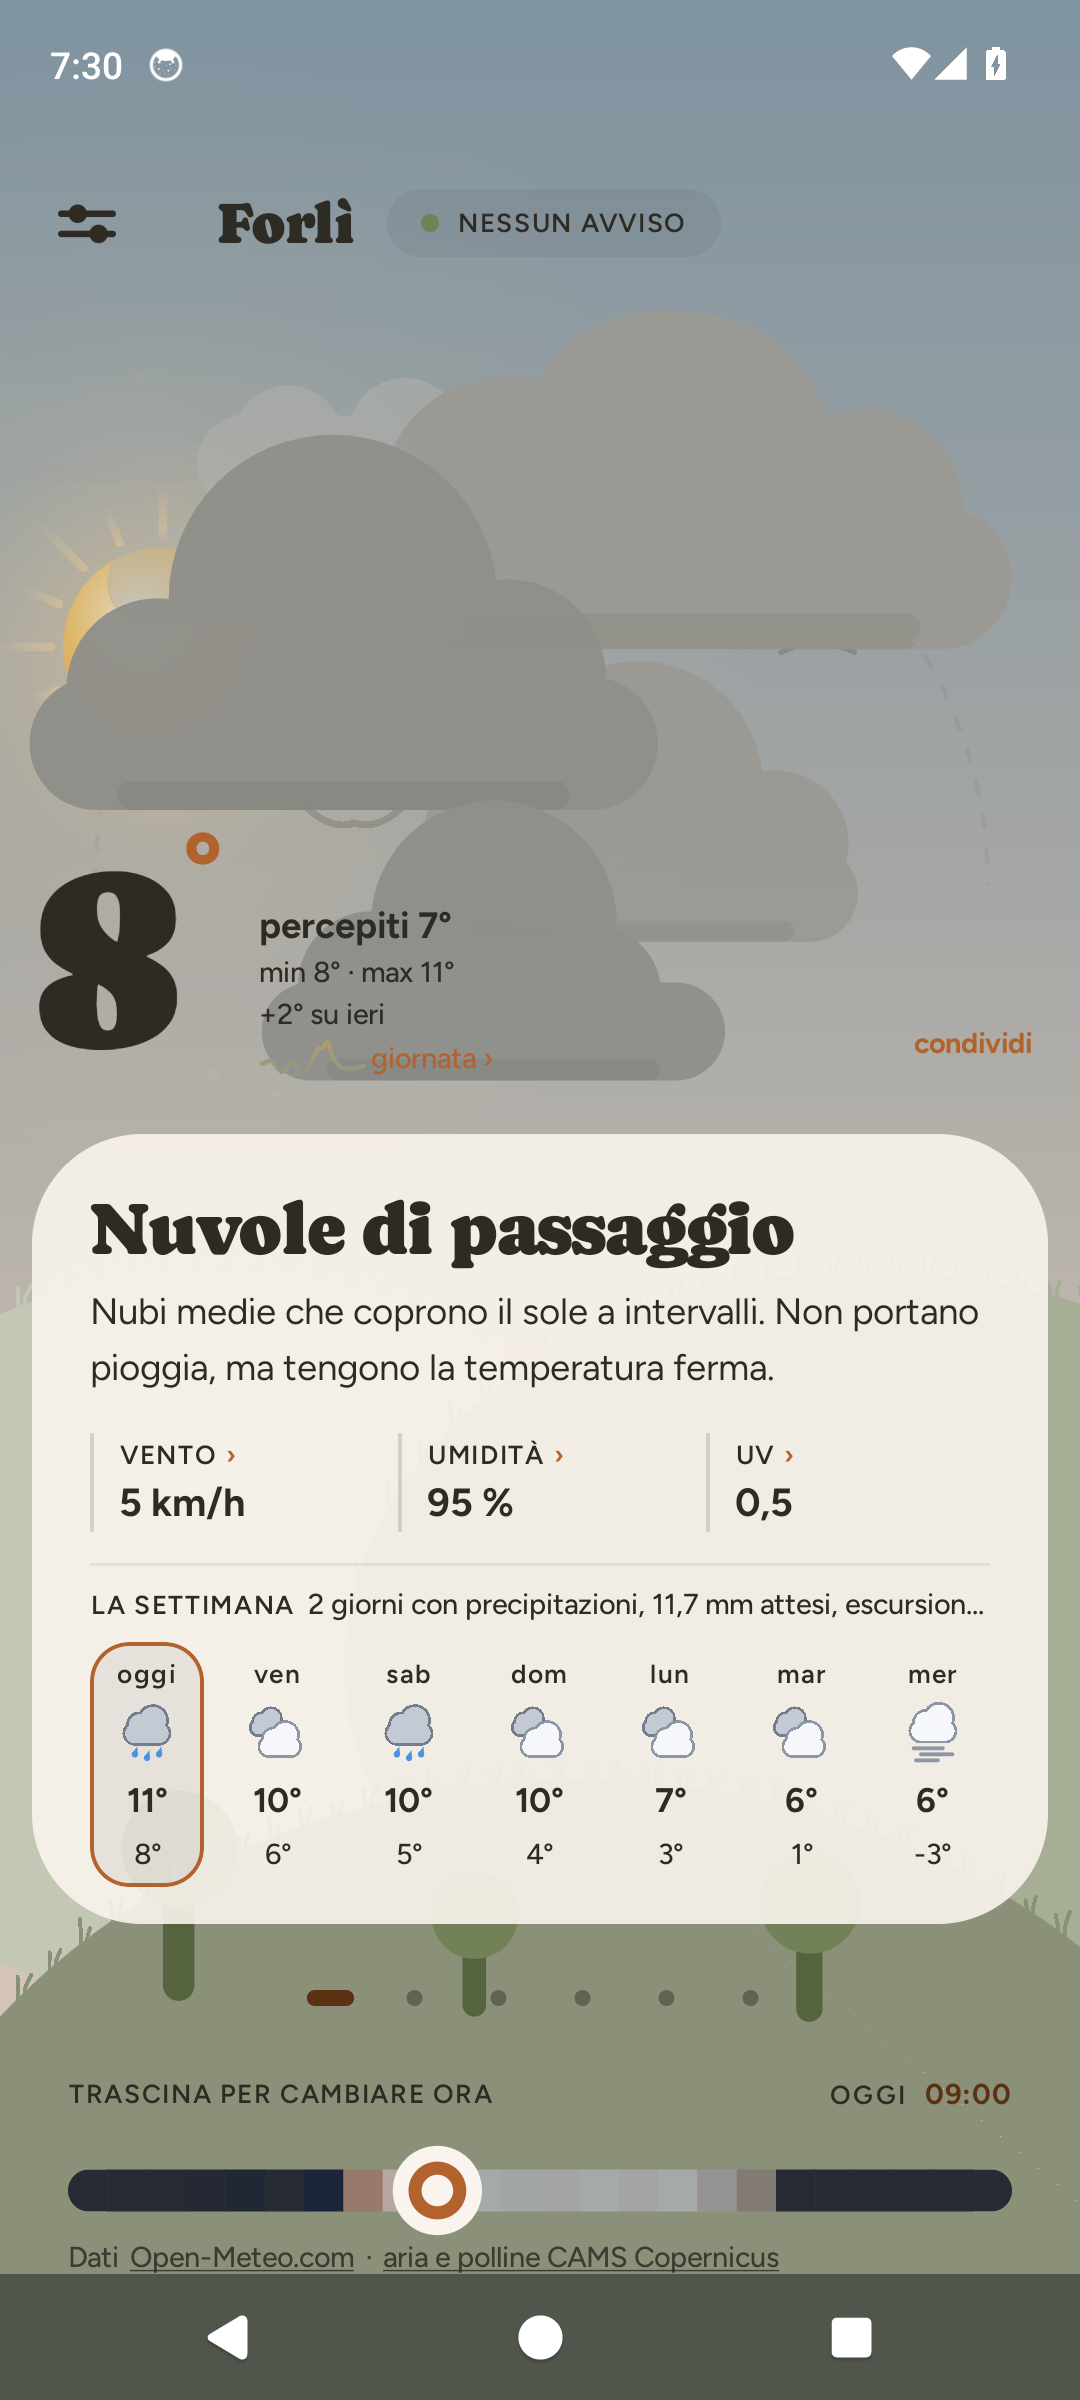 7:30
Forlì
NESSUN AVVISO
8°
percepiti 7°
min 8° · max 11°
+2° su ieri
giornata ›
condividi
Nuvole di passaggio
Nubi medie che coprono il sole a intervalli. Non portano
pioggia, ma tengono la temperatura ferma.
VENTO › UMIDITÀ › UV ›
5 km/h 95 % 0,5
LA SETTIMANA 2 giorni con precipitazioni, 11,7 mm attesi, escursion...
oggi ven sab dom lun mar mer
11° 10° 10° 10° 7° 6° 6°
8° 6° 5° 4° 3° 1° -3°
TRASCINA PER CAMBIARE ORA OGGI 09:00
Dati Open-Meteo.com · aria e polline CAMS Copernicus